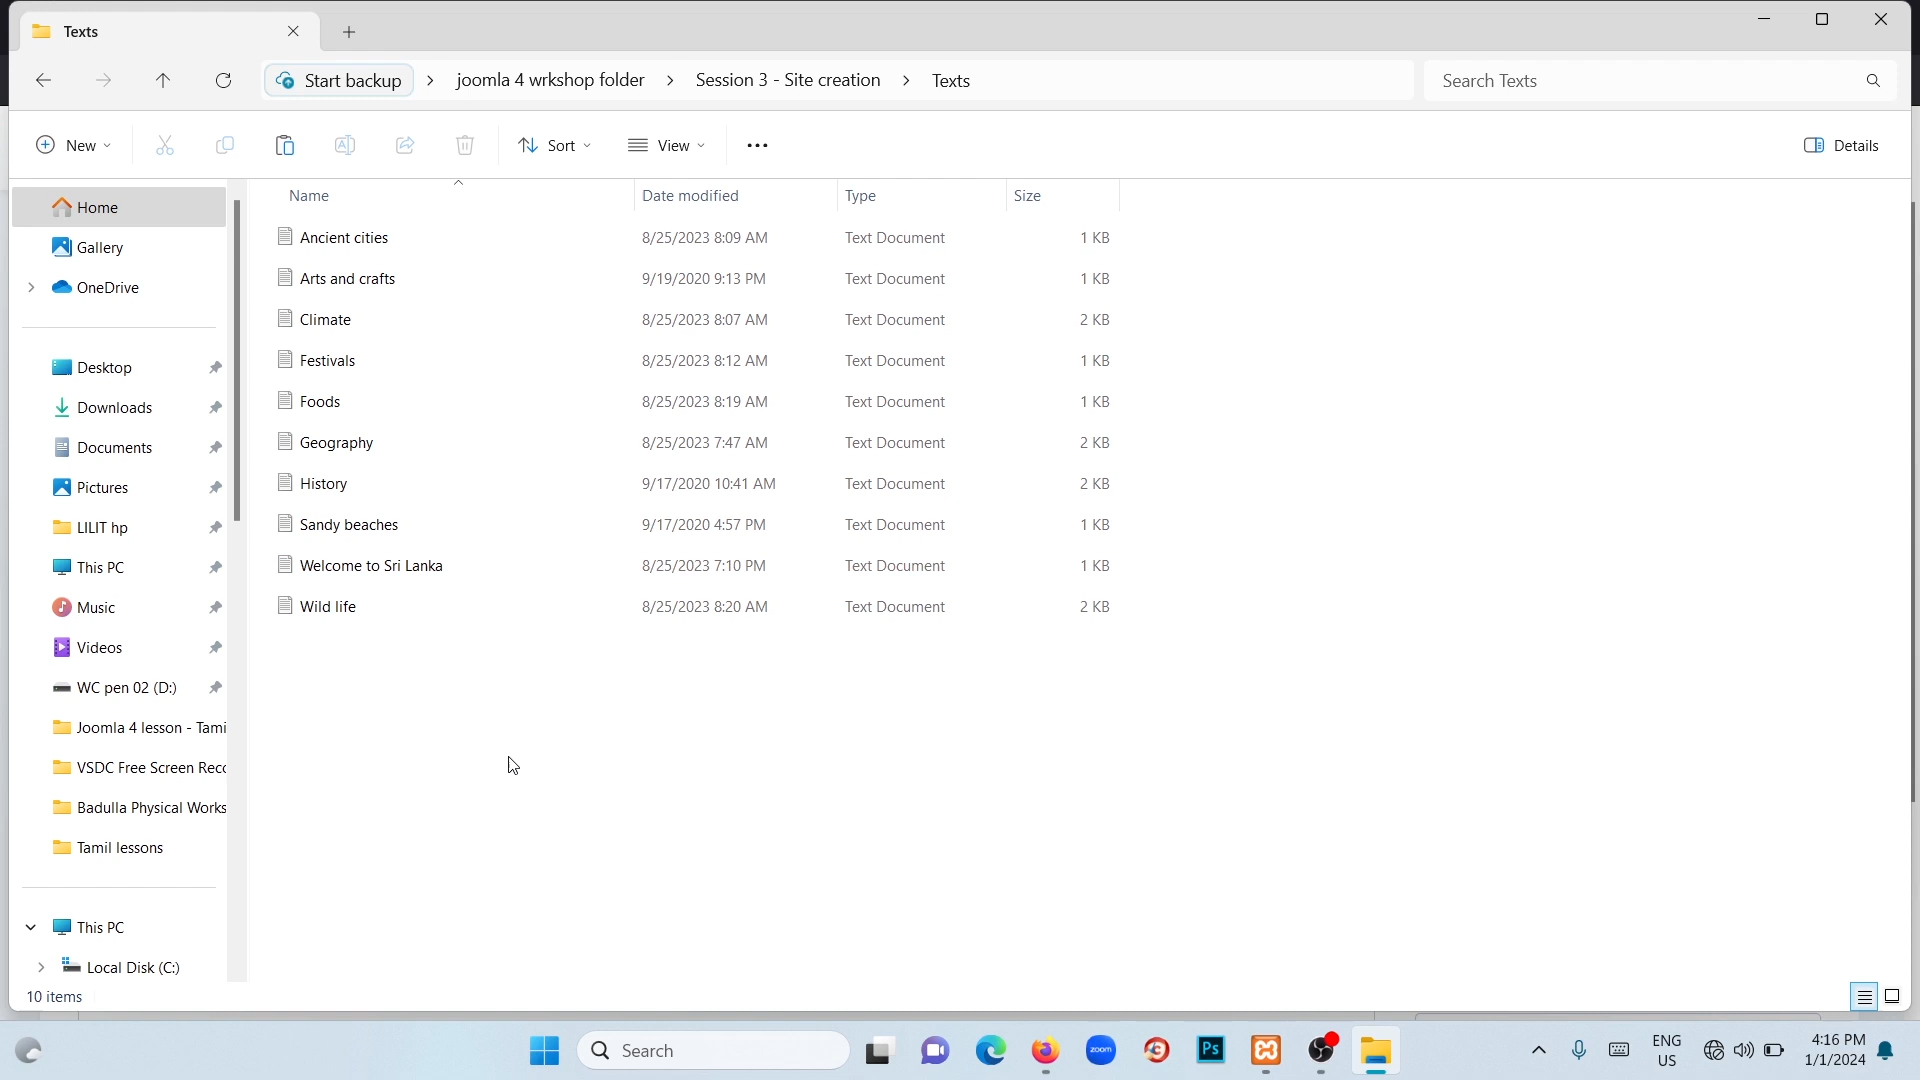 Texts
Start backup > joomla 4 wrkshop folder > Session 3 - Site creation > Texts
Search Texts
New
Sort
View
Details
Name Date modified Type Size
Ancient cities 8/25/2023 8:09 AM Text Document 1 KB
Arts and crafts 9/19/2020 9:13 PM Text Document 1 KB
Climate 8/25/2023 8:07 AM Text Document 2 KB
Festivals 8/25/2023 8:12 AM Text Document 1 KB
Foods 8/25/2023 8:19 AM Text Document 1 KB
Geography 8/25/2023 7:47 AM Text Document 2 KB
History 9/17/2020 10:41 AM Text Document 2 KB
Sandy beaches 9/17/2020 4:57 PM Text Document 1 KB
Welcome to Sri Lanka 8/25/2023 7:10 PM Text Document 1 KB
Wild life 8/25/2023 8:20 AM Text Document 2 KB
Home
Gallery
OneDrive
Desktop
Downloads
Documents
Pictures
LILIT hp
This PC
Music
Videos
WC pen 02 (D:)
Joomla 4 lesson - Tami
VSDC Free Screen Rec
Badulla Physical Works
Tamil lessons
This PC
Local Disk (C:)
10 items
Search
zoom
Ps
ENG
US
4:16 PM
1/1/2024